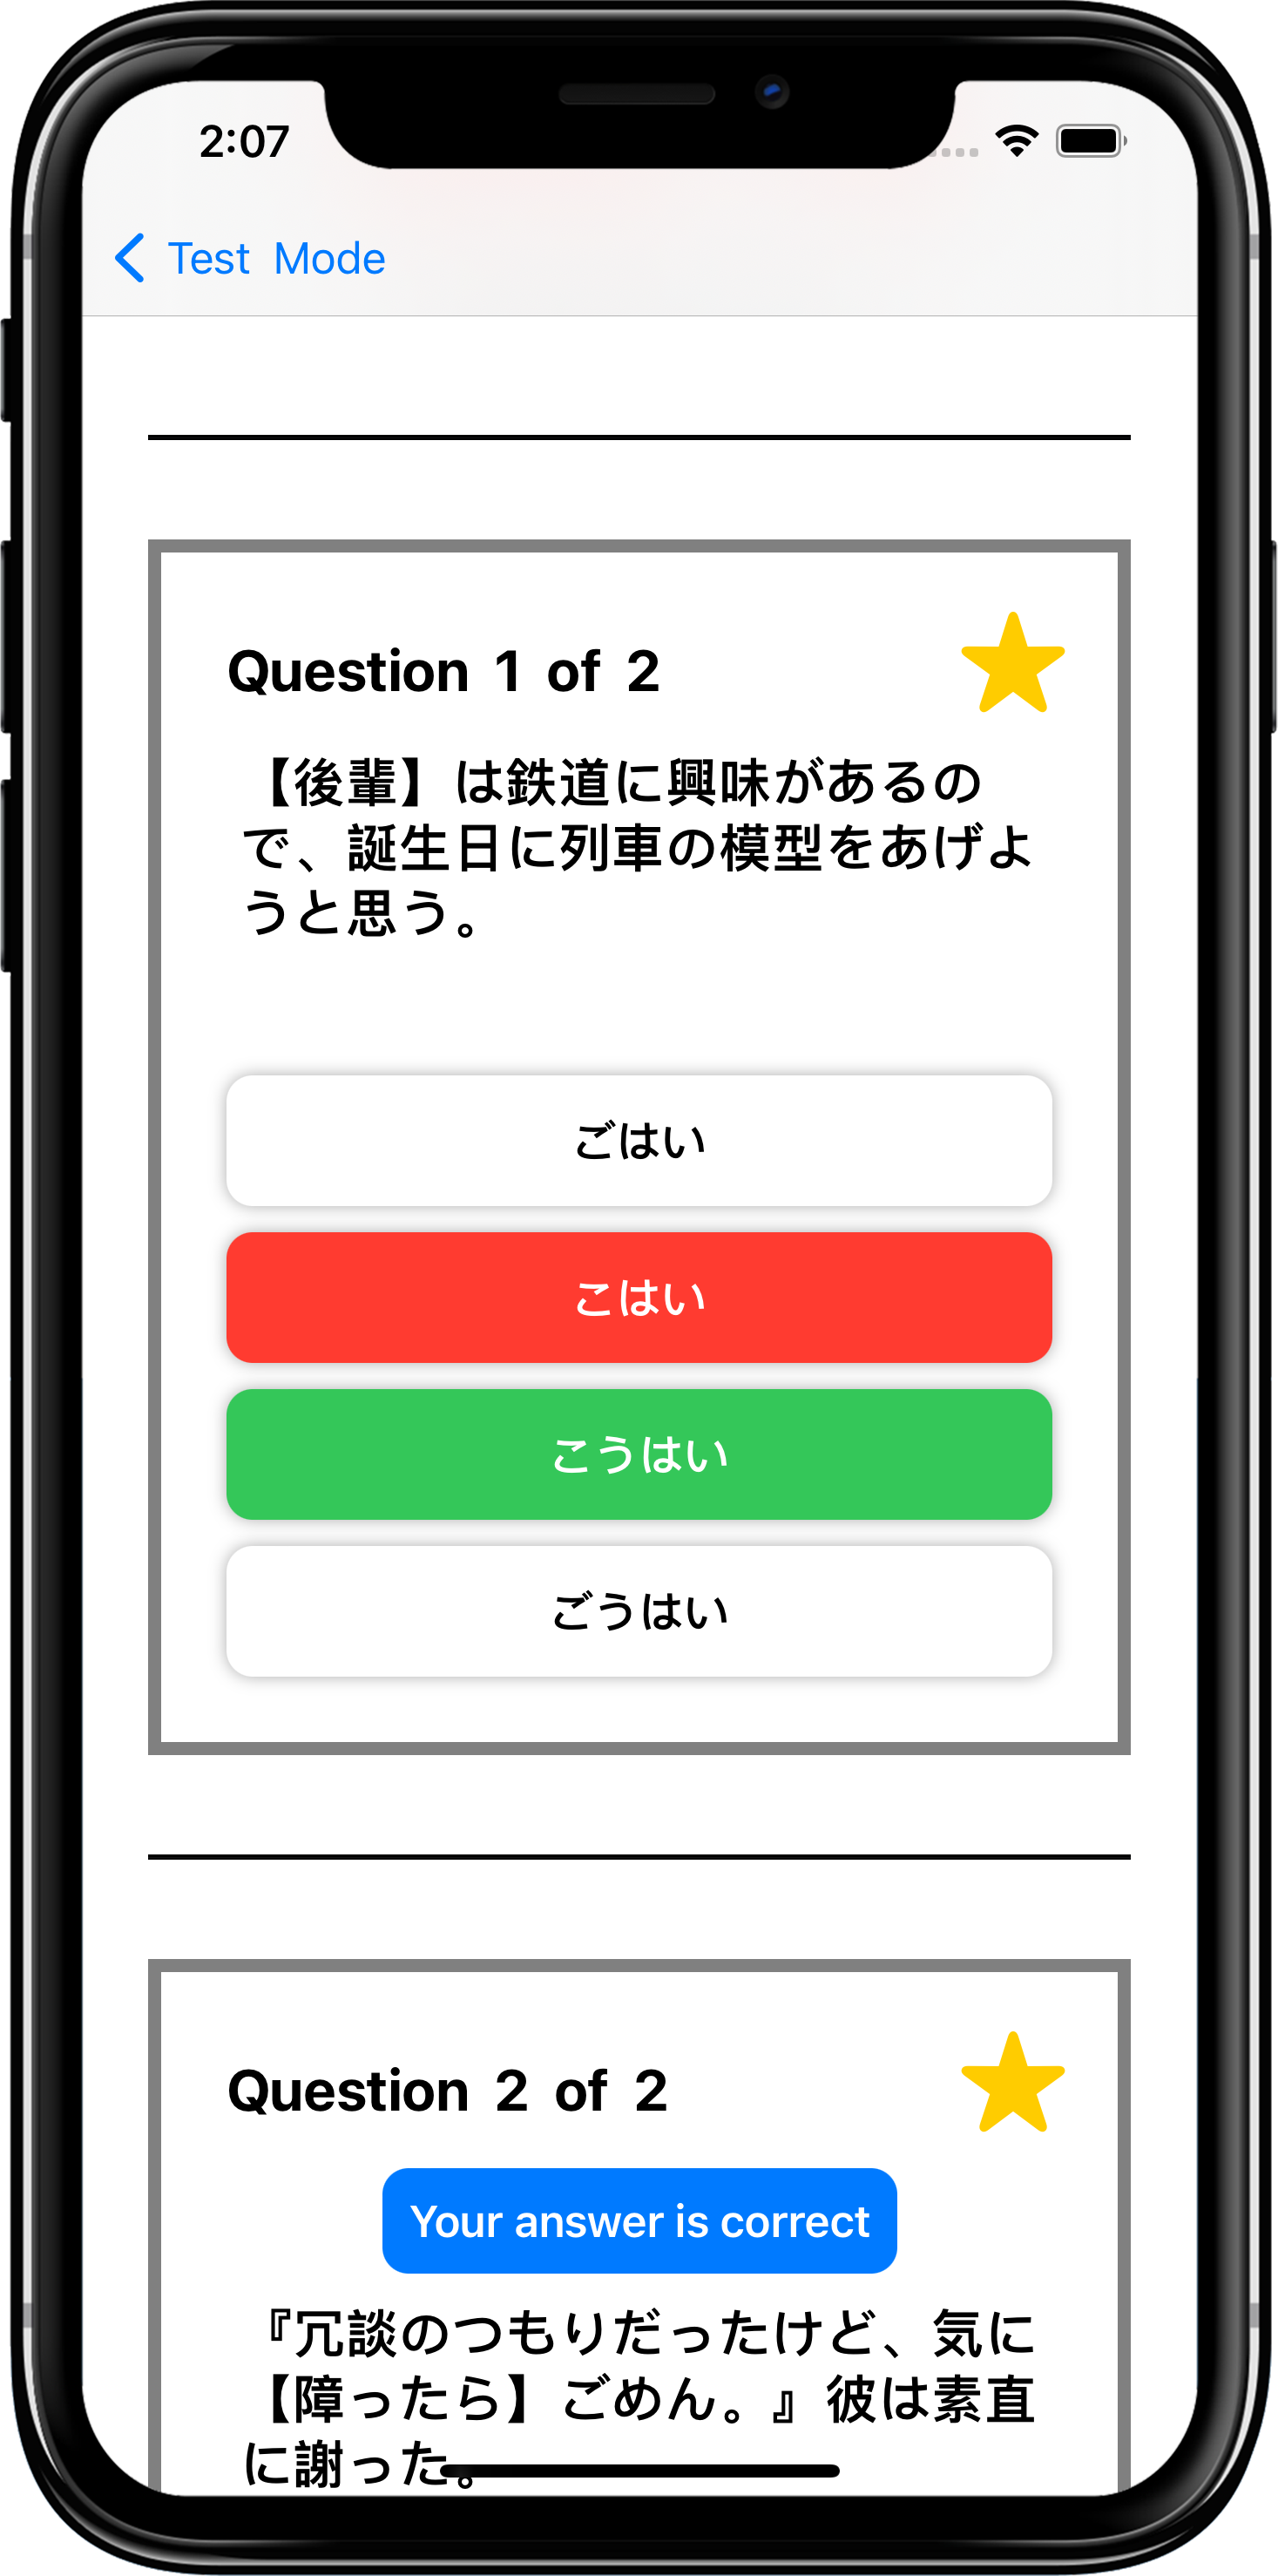 2:07
Test Mode
Question 1 of 2
【後輩】は鉄道に興味があるの
で、誕生日に列車の模型をあげよ
うと思う。
ごはい
こはい
こうはい
ごうはい
Question 2 of 2
Your answer is correct
『冗談のつもりだったけど、気に
【障ったら】ごめん。』彼は素直
に謝った。